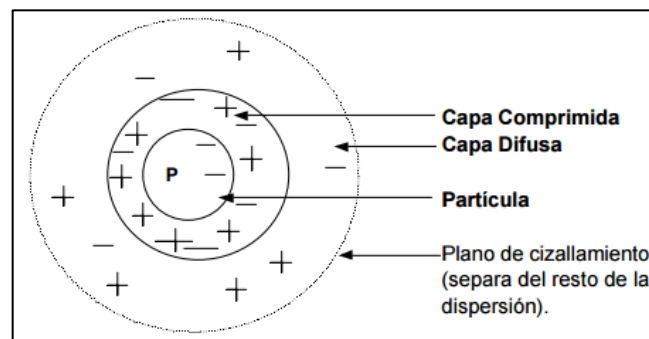 Capa Comprimida
Capa Difusa
P
Partícula
Plano de cizallamiento
(separa del resto de la
dispersión).